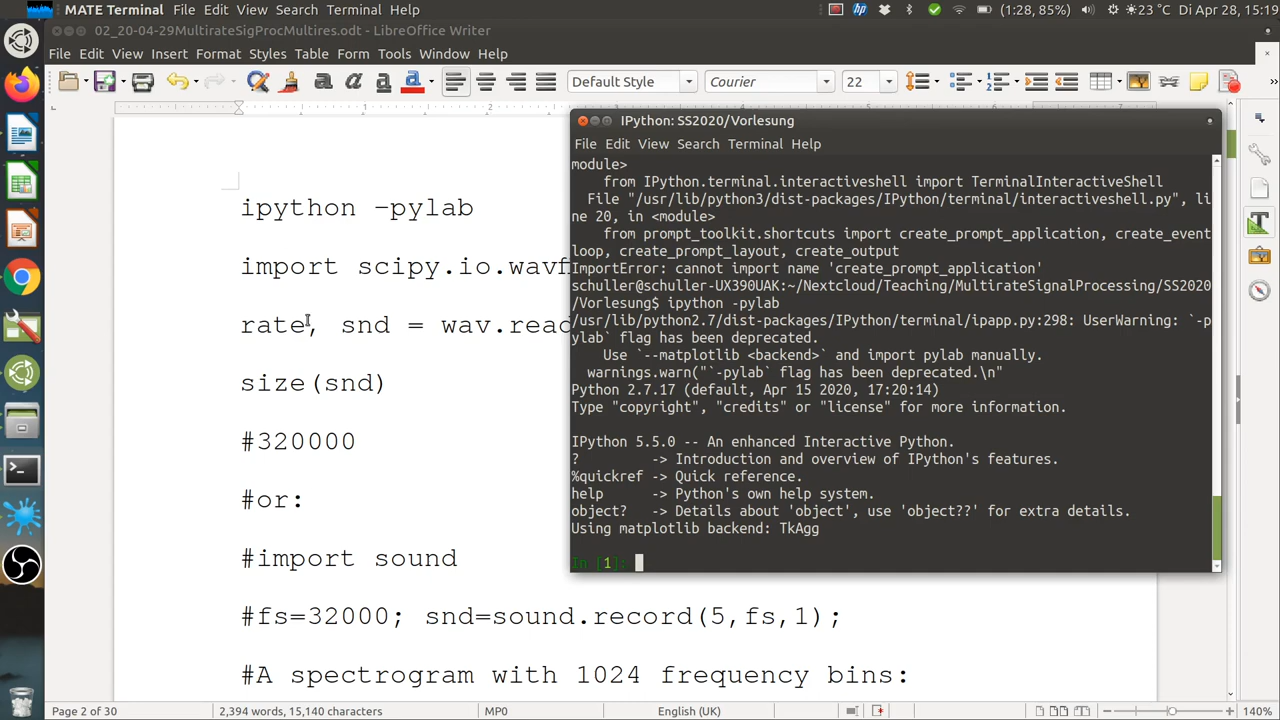 MATE Terminal File Edit View Search Terminal Help (1:28, 85%) 23 °C Di Apr 28, 15:19
02_20-04-29MultirateSigProcMultires.odt - LibreOffice Writer
File Edit View Insert Format Styles Table Form Tools Window Help
Default Style Courier 22
1 2
ipython –pylab
import scipy.io.wavf
rate, snd = wav.read
size(snd)
#320000
#or:
#import sound
#fs=32000; snd=sound.record(5,fs,1);
#A spectrogram with 1024 frequency bins:
IPython: SS2020/Vorlesung
File Edit View Search Terminal Help
module>
from IPython.terminal.interactiveshell import TerminalInteractiveShell
File "/usr/lib/python3/dist-packages/IPython/terminal/interactiveshell.py", li
ne 20, in <module>
from prompt_toolkit.shortcuts import create_prompt_application, create_event
loop, create_prompt_layout, create_output
ImportError: cannot import name 'create_prompt_application'
schuller@schuller-UX390UAK:~/Nextcloud/Teaching/MultirateSignalProcessing/SS2020
/Vorlesung$ ipython -pylab
/usr/lib/python2.7/dist-packages/IPython/terminal/ipapp.py:298: UserWarning: `-p
ylab` flag has been deprecated.
Use `--matplotlib <backend>` and import pylab manually.
warnings.warn("`-pylab` flag has been deprecated.\n"
Python 2.7.17 (default, Apr 15 2020, 17:20:14)
Type "copyright", "credits" or "license" for more information.
IPython 5.5.0 -- An enhanced Interactive Python.
? -> Introduction and overview of IPython's features.
%quickref -> Quick reference.
help -> Python's own help system.
object? -> Details about 'object', use 'object??' for extra details.
Using matplotlib backend: TkAgg
In [1]:
Page 2 of 30 2,394 words, 15,140 characters MP0 English (UK) 140%